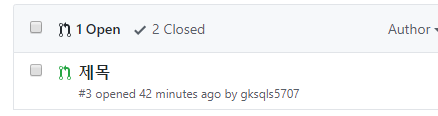 1 Open 2 Closed Author
제목
#3 opened 42 minutes ago by gksqls5707